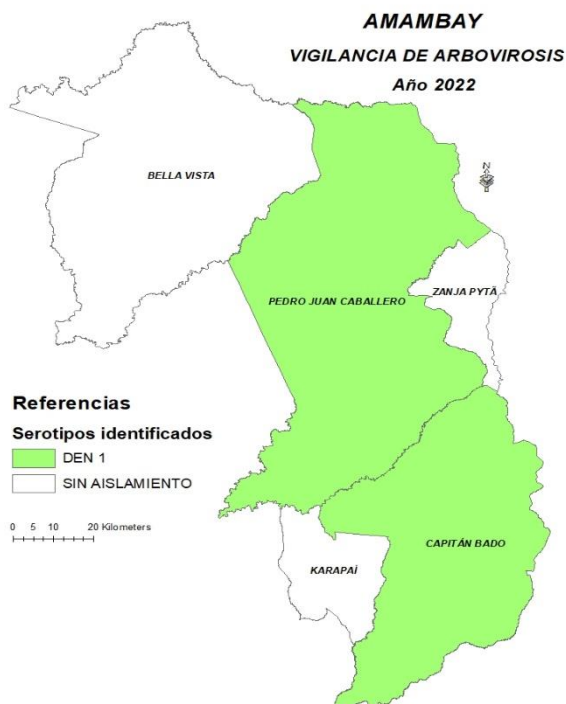 AMAMBAY
VIGILANCIA DE ARBOVIROSIS
Año 2022
BELLA VISTA
N
ZANJA PYTÃ
PEDRO JUAN CABALLERO
Referencias
Serotipos identificados
DEN 1
SIN AISLAMIENTO
0 5 10 20 Kilometers
CAPITÁN BADO
KARAPAÍ